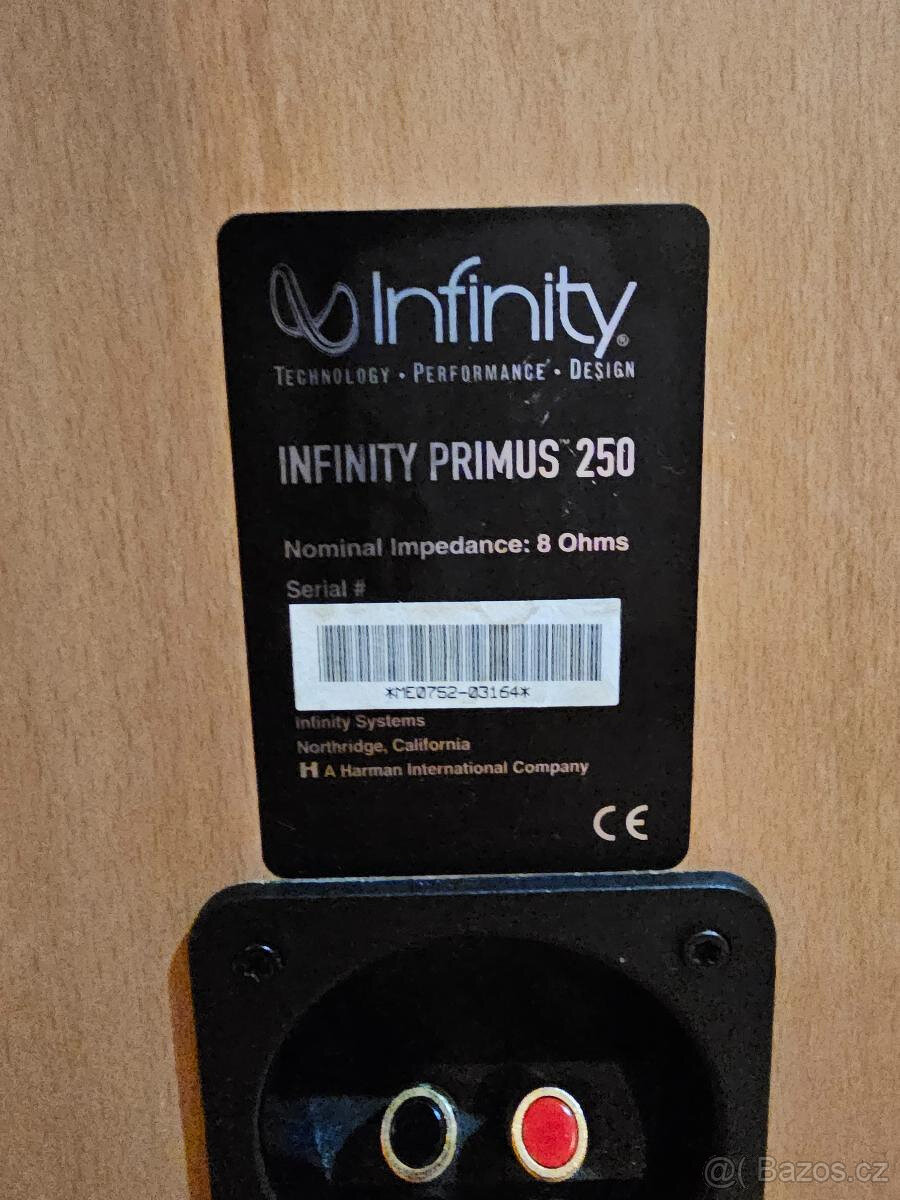 Infinity®
TECHNOLOGY • PERFORMANCE • DESIGN
INFINITY PRIMUS™ 250
Nominal Impedance: 8 Ohms
Serial #
*ME0752-03164*
Infinity Systems
Northridge, California
H A Harman International Company
CE
@( Bazos.cz